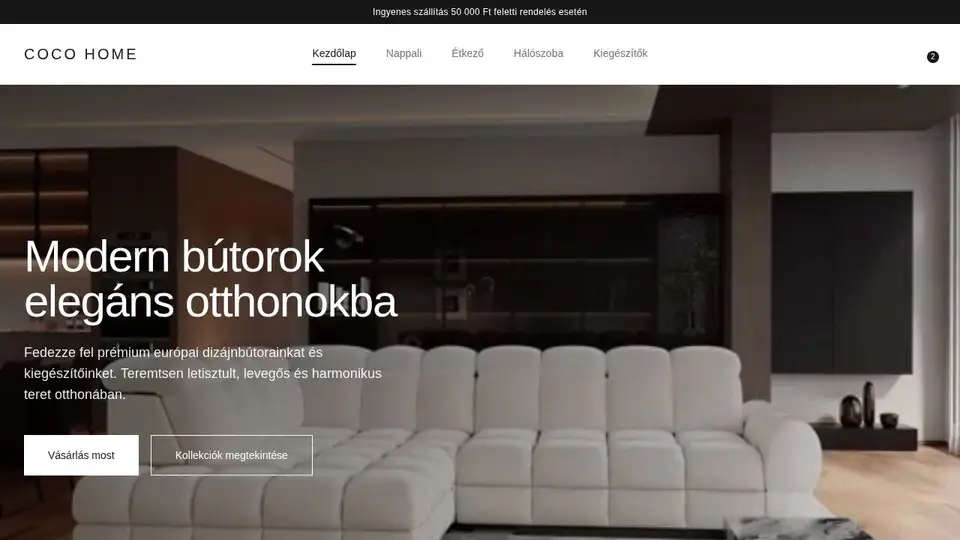 Ingyenes szállítás 50 000 Ft feletti rendelés esetén
COCO HOME
Kezdőlap
Nappali
Étkező
Hálószoba
Kiegészítők
2
Modern bútorok
elegáns otthonokba
Fedezze fel prémium európai dizájnbútorainkat és
kiegészítőinket. Teremtsen letisztult, levegős és harmonikus
teret otthonában.
Vásárlás most
Kollekciók megtekintése